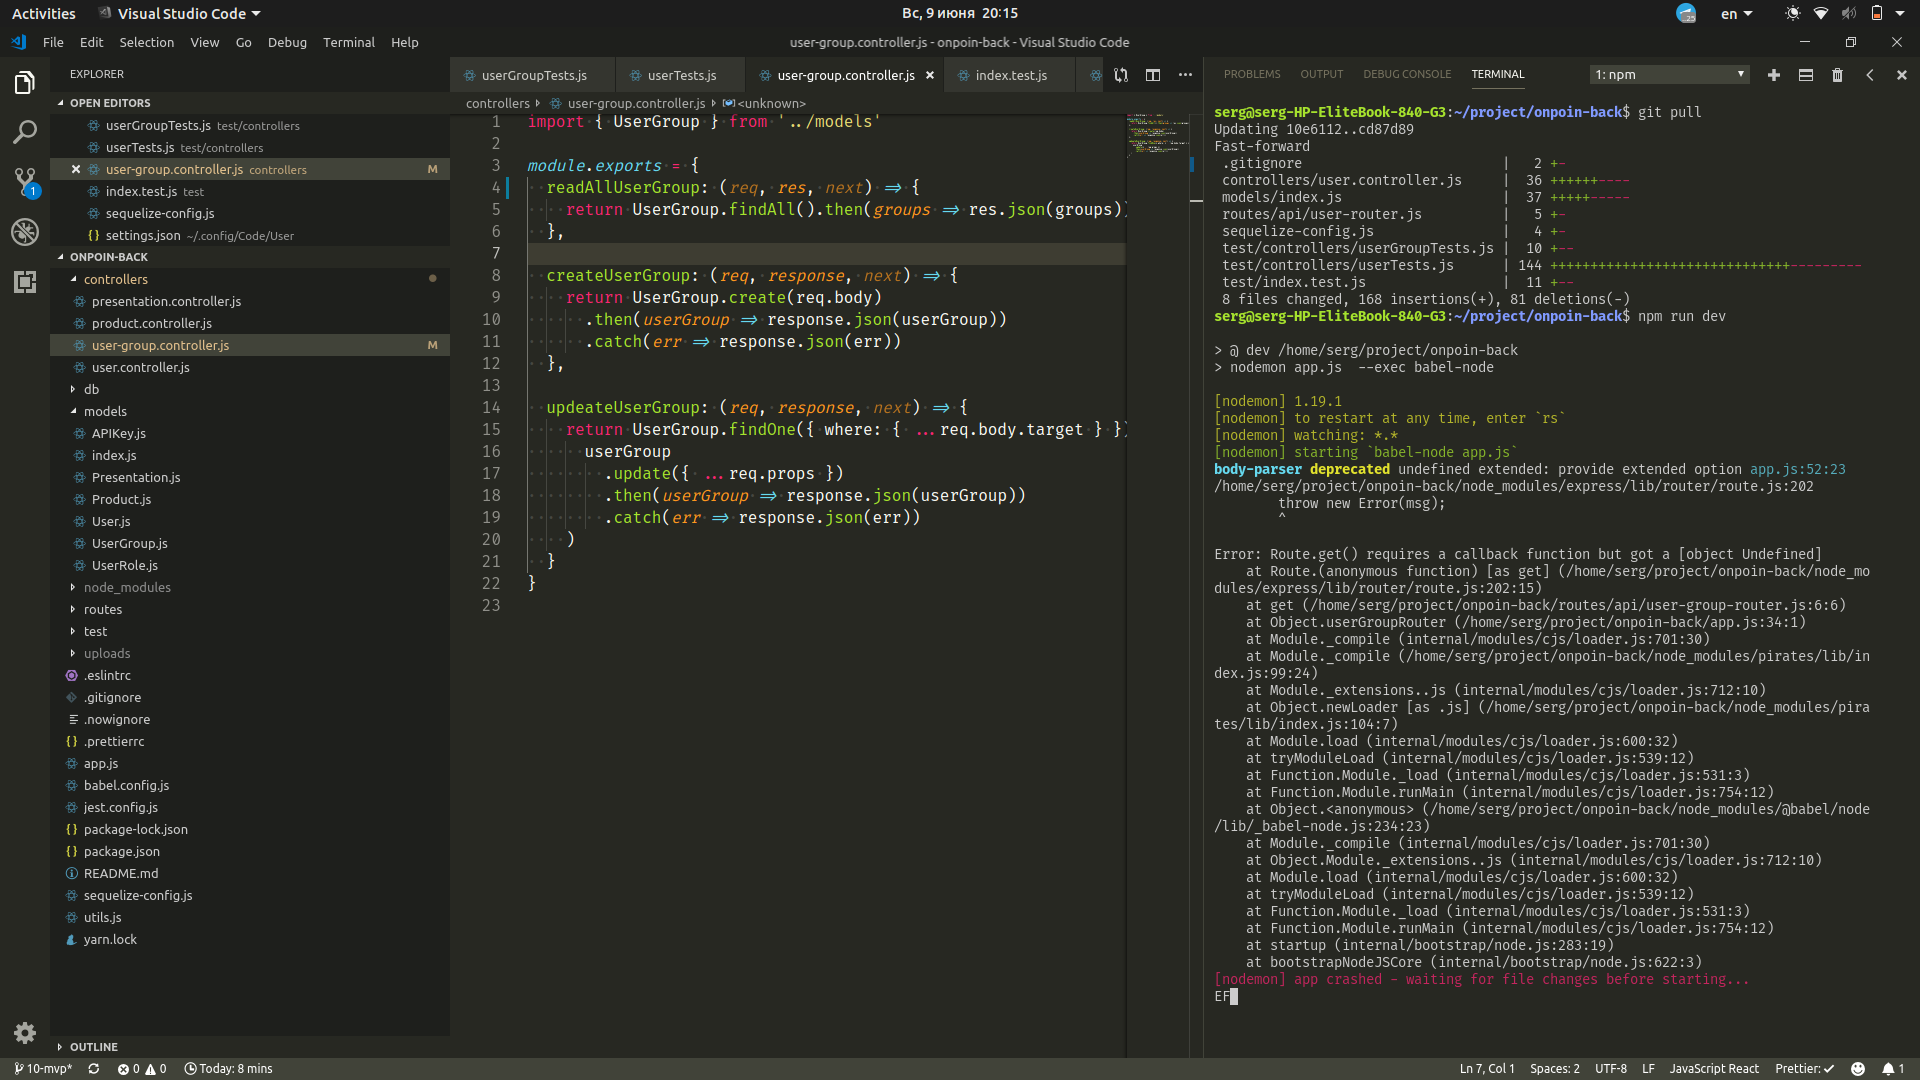 Activities
Visual Studio Code
Вс, 9 июня 20:15
25
en
File Edit Selection View Go Debug Terminal Help
user-group.controller.js - onpoin-back - Visual Studio Code
EXPLORER
OPEN EDITORS
userGroupTests.js test/controllers
userTests.js test/controllers
user-group.controller.js controllers M
index.test.js test
sequelize-config.js
{} settings.json ~/.config/Code/User
1
ONPOIN-BACK
controllers
presentation.controller.js
product.controller.js
user-group.controller.js M
user.controller.js
db
models
APIKey.js
index.js
Presentation.js
Product.js
User.js
UserGroup.js
UserRole.js
node_modules
routes
test
uploads
.eslintrc
.gitignore
.nowignore
{} .prettierrc
app.js
babel.config.js
jest.config.js
{} package-lock.json
{} package.json
README.md
sequelize-config.js
utils.js
yarn.lock
OUTLINE
userGroupTests.js userTests.js user-group.controller.js index.test.js
controllers user-group.controller.js <unknown>
1 import { UserGroup } from '../models'
2
3 module.exports = {
4 readAllUserGroup: (req, res, next) => {
5 return UserGroup.findAll().then(groups => res.json(groups))
6 },
7
8 createUserGroup: (req, response, next) => {
9 return UserGroup.create(req.body)
10 .then(userGroup => response.json(userGroup))
11 .catch(err => response.json(err))
12 },
13
14 updeateUserGroup: (req, response, next) => {
15 return UserGroup.findOne({ where: { ...req.body.target } })
16 userGroup
17 .update({ ...req.props })
18 .then(userGroup => response.json(userGroup))
19 .catch(err => response.json(err))
20 )
21 }
22 }
23
PROBLEMS OUTPUT DEBUG CONSOLE TERMINAL
1: npm
serg@serg-HP-EliteBook-840-G3:~/project/onpoin-back$ git pull
Updating 10e6112..cd87d89
Fast-forward
.gitignore | 2 +-
controllers/user.controller.js | 36 ++++++----
models/index.js | 37 +++++-----
routes/api/user-router.js | 5 +-
sequelize-config.js | 4 +-
test/controllers/userGroupTests.js | 10 +--
test/controllers/userTests.js | 144 ++++++++++++++++++++++++++++++---------
test/index.test.js | 11 +--
8 files changed, 168 insertions(+), 81 deletions(-)
serg@serg-HP-EliteBook-840-G3:~/project/onpoin-back$ npm run dev
> @ dev /home/serg/project/onpoin-back
> nodemon app.js --exec babel-node
[nodemon] 1.19.1
[nodemon] to restart at any time, enter `rs`
[nodemon] watching: *.*
[nodemon] starting `babel-node app.js`
body-parser deprecated undefined extended: provide extended option app.js:52:23
/home/serg/project/onpoin-back/node_modules/express/lib/router/route.js:202
throw new Error(msg);
^
Error: Route.get() requires a callback function but got a [object Undefined]
at Route.(anonymous function) [as get] (/home/serg/project/onpoin-back/node_mo
dules/express/lib/router/route.js:202:15)
at get (/home/serg/project/onpoin-back/routes/api/user-group-router.js:6:6)
at Object.userGroupRouter (/home/serg/project/onpoin-back/app.js:34:1)
at Module._compile (internal/modules/cjs/loader.js:701:30)
at Module._compile (/home/serg/project/onpoin-back/node_modules/pirates/lib/in
dex.js:99:24)
at Module._extensions..js (internal/modules/cjs/loader.js:712:10)
at Object.newLoader [as .js] (/home/serg/project/onpoin-back/node_modules/pira
tes/lib/index.js:104:7)
at Module.load (internal/modules/cjs/loader.js:600:32)
at tryModuleLoad (internal/modules/cjs/loader.js:539:12)
at Function.Module._load (internal/modules/cjs/loader.js:531:3)
at Function.Module.runMain (internal/modules/cjs/loader.js:754:12)
at Object.<anonymous> (/home/serg/project/onpoin-back/node_modules/@babel/node
/lib/_babel-node.js:234:23)
at Module._compile (internal/modules/cjs/loader.js:701:30)
at Object.Module._extensions..js (internal/modules/cjs/loader.js:712:10)
at Module.load (internal/modules/cjs/loader.js:600:32)
at tryModuleLoad (internal/modules/cjs/loader.js:539:12)
at Function.Module._load (internal/modules/cjs/loader.js:531:3)
at Function.Module.runMain (internal/modules/cjs/loader.js:754:12)
at startup (internal/bootstrap/node.js:283:19)
at bootstrapNodeJSCore (internal/bootstrap/node.js:622:3)
[nodemon] app crashed - waiting for file changes before starting...
EF
10-mvp* 0 0 Today: 8 mins
Ln 7, Col 1 Spaces: 2 UTF-8 LF JavaScript React Prettier: ✓ 1